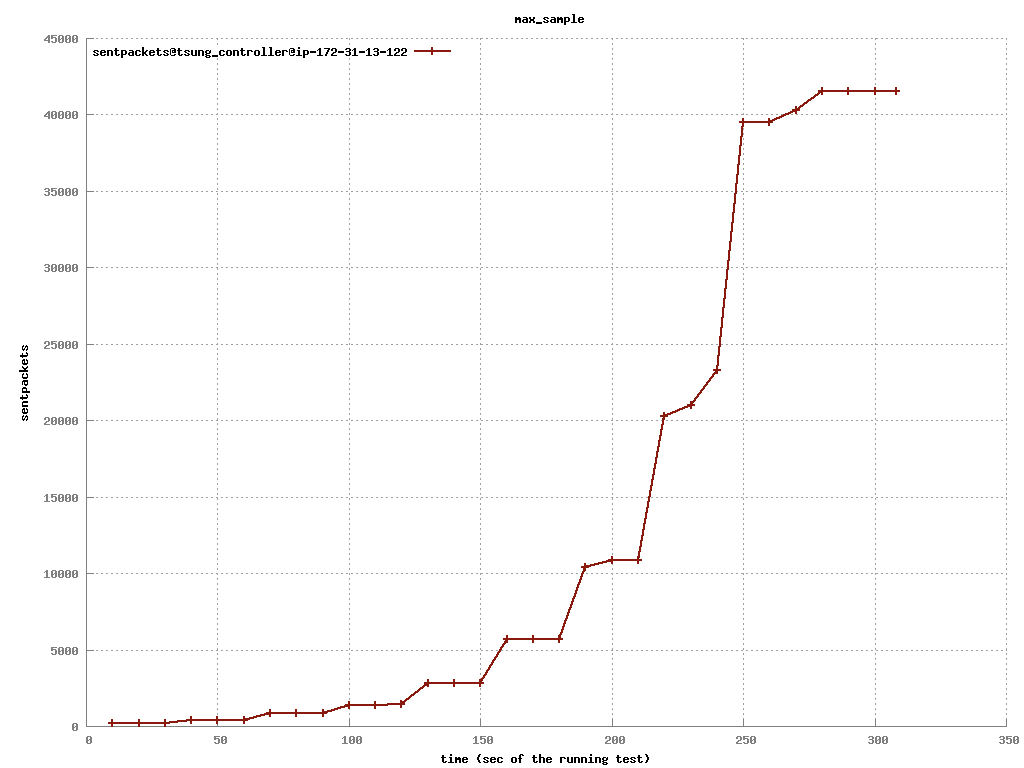 max_sample
45000
sentpackets@tsung_controller@ip-172-31-13-122
40000
35000
30000
25000
sentpackets
20000
15000
10000
5000
0
0 50 100 150 200 250 300 350
time (sec of the running test)